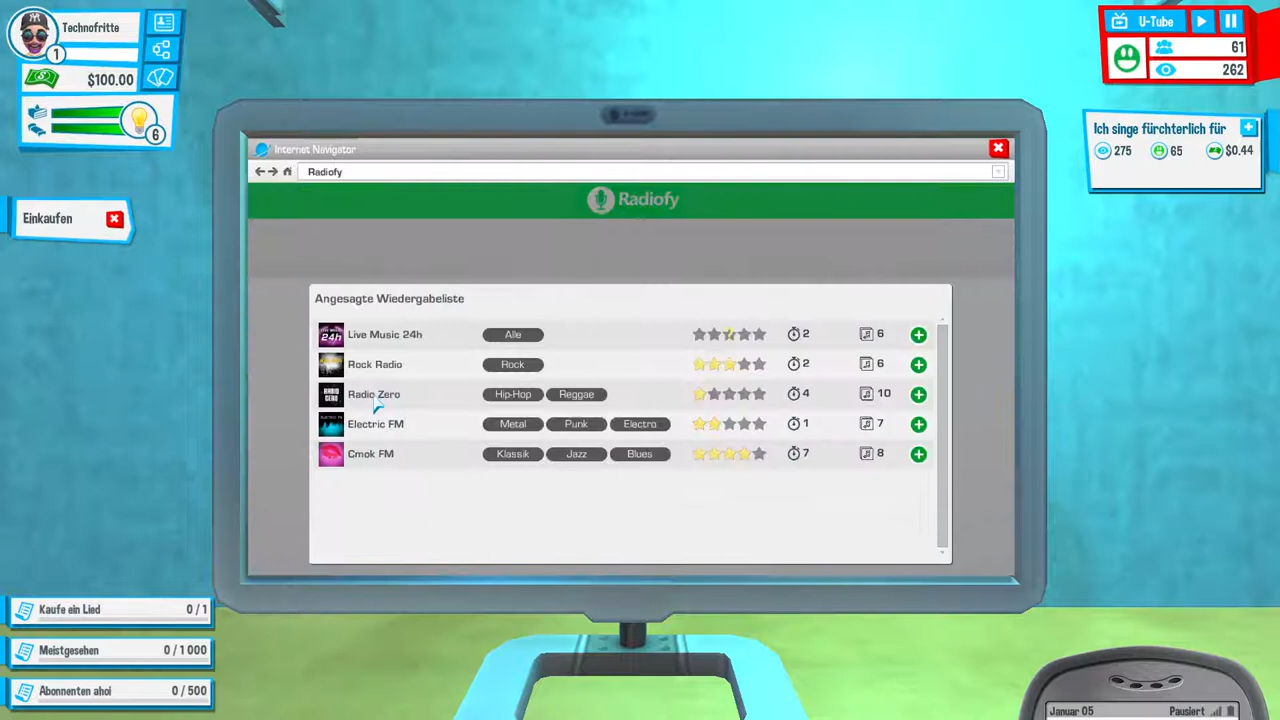 Technofritte
1
$100.00
6
U-Tube
61
262
Ich singe fürchterlich für
275 65 $0.44
Einkaufen
Internet Navigator
Radiofy
Radiofy
Angesagte Wiedergabeliste
Live Music 24h Alle 2 6
Rock Radio Rock 2 6
Radio Zero Hip-Hop Reggae 4 10
Electric FM Metal Punk Electro 1 7
Cmok FM Klassik Jazz Blues 7 8
Kaufe ein Lied 0 / 1
Meistgesehen 0 / 1 000
Abonnenten ahoi 0 / 500
Januar 05 Pausiert